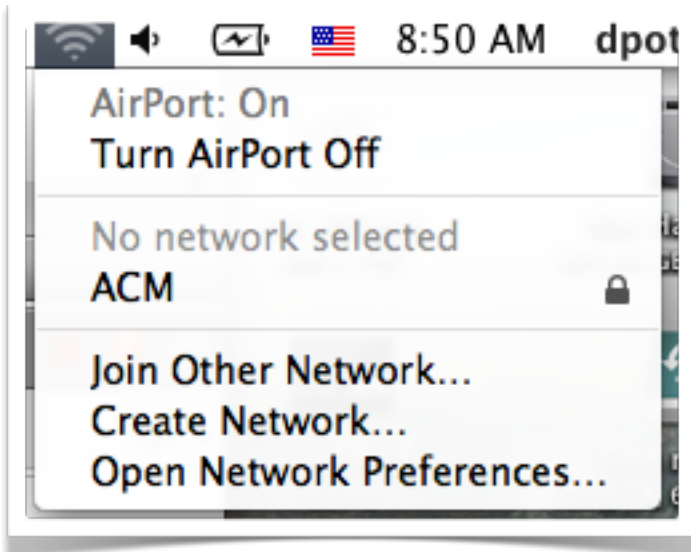 8:50 AM dpot
AirPort: On
Turn AirPort Off
No network selected
ACM
Join Other Network...
Create Network...
Open Network Preferences...